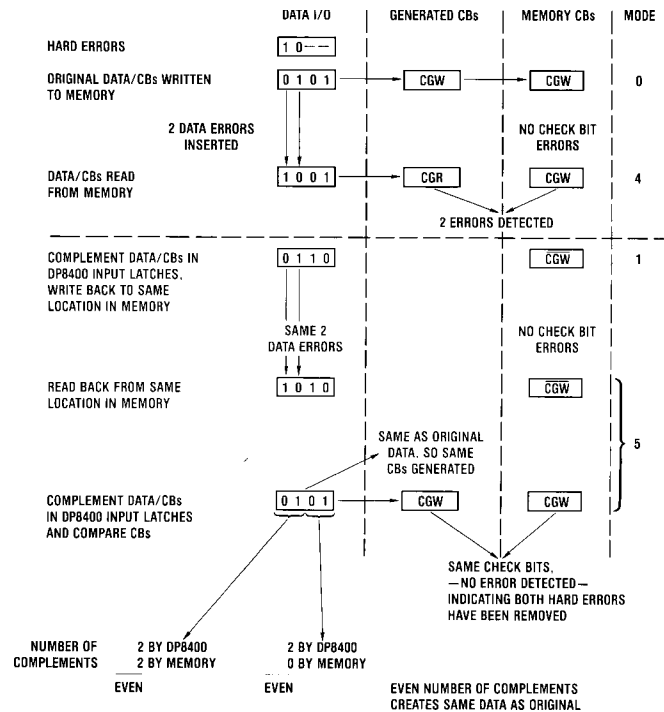 DATA I/O GENERATED CBs MEMORY CBs MODE
HARD ERRORS
1 0 – –
ORIGINAL DATA/CBs WRITTEN
TO MEMORY
0 1 0 1
CGW
CGW
0
2 DATA ERRORS
INSERTED
NO CHECK BIT
ERRORS
DATA/CBs READ
FROM MEMORY
1 0 0 1
CGR
CGW
4
2 ERRORS DETECTED
COMPLEMENT DATA/CBs IN
DP8400 INPUT LATCHES,
WRITE BACK TO SAME
LOCATION IN MEMORY
0 1 1 0
C̅G̅W̅
1
SAME 2
DATA ERRORS
NO CHECK BIT
ERRORS
READ BACK FROM SAME
LOCATION IN MEMORY
1 0 1 0
C̅G̅W̅
5
SAME AS ORIGINAL
DATA, SO SAME
CBs GENERATED
COMPLEMENT DATA/CBs
IN DP8400 INPUT LATCHES
AND COMPARE CBs
0 1 0 1
CGW
CGW
SAME CHECK BITS,
—NO ERROR DETECTED—
INDICATING BOTH HARD ERRORS
HAVE BEEN REMOVED
NUMBER OF
COMPLEMENTS
2 BY DP8400
2 BY MEMORY
EVEN
2 BY DP8400
0 BY MEMORY
EVEN
EVEN NUMBER OF COMPLEMENTS
CREATES SAME DATA AS ORIGINAL